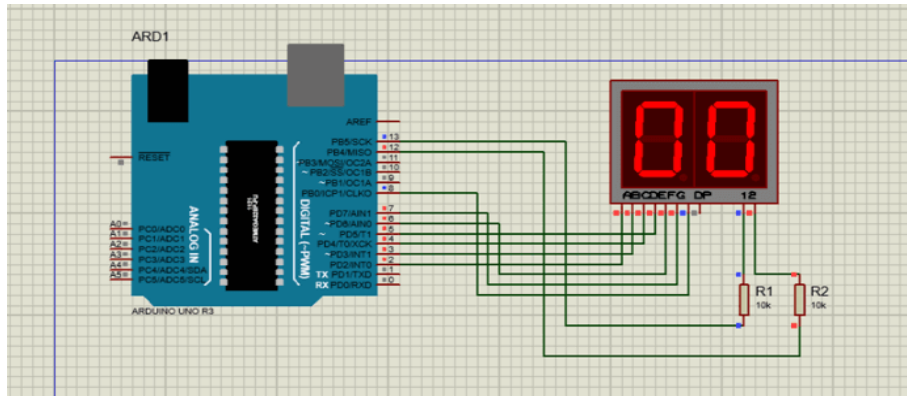 ARD1
AREF
PB5/SCK 13
PB4/MISO 12
~PB3/MOSI/OC2A 11
~PB2/SS/OC1B 10
~PB1/OC1A 9
PB0/ICP1/CLKO 8
RESET
PD7/AIN1 7
~PD6/AIN0 6
~PD5/T1 5
PD4/T0/XCK 4
~PD3/INT1 3
PD2/INT0 2
TX PD1/TXD 1
RX PD0/RXD 0
DIGITAL (~PWM)
ANALOG IN
A0 PC0/ADC0
A1 PC1/ADC1
A2 PC2/ADC2
A3 PC3/ADC3
A4 PC4/ADC4/SDA
A5 PC5/ADC5/SCL
ARDUINO UNO R3
00
ABCDEFG DP 12
R1
10k
R2
10k